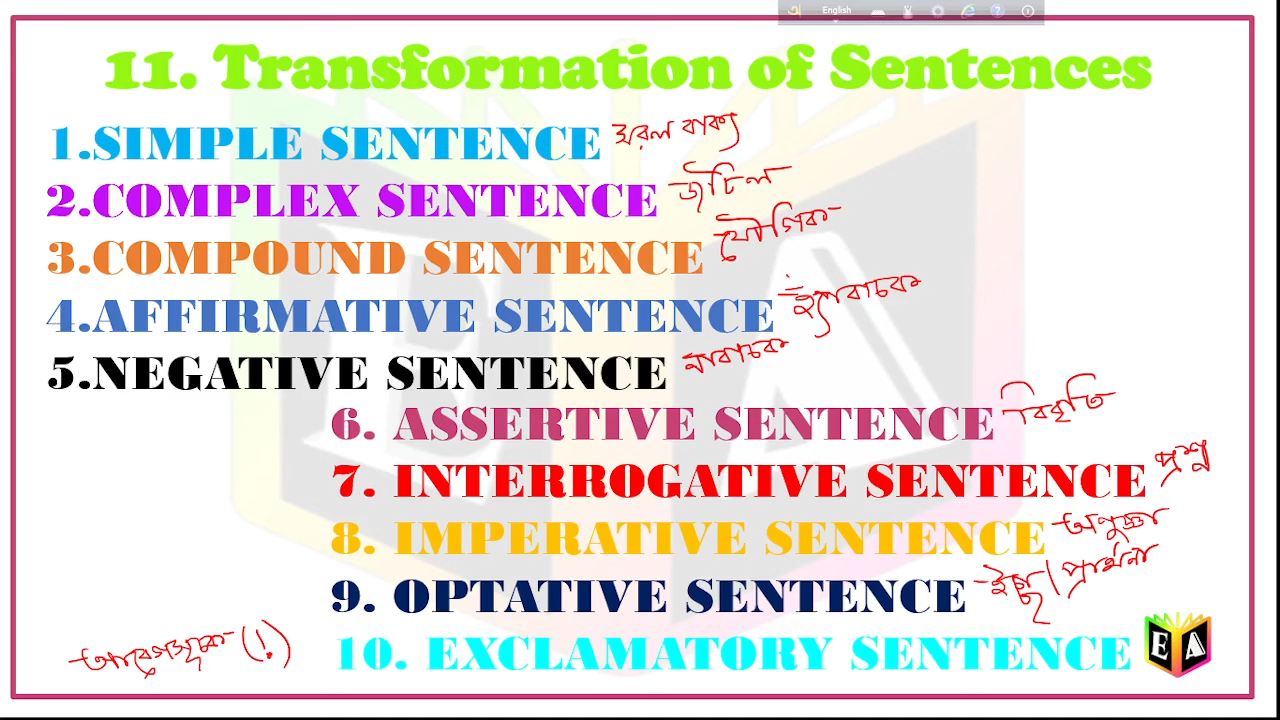 English
11. Transformation of Sentences
1.SIMPLE SENTENCE সরল বাক্য
2.COMPLEX SENTENCE জটিল
3.COMPOUND SENTENCE যৌগিক
4.AFFIRMATIVE SENTENCE হ্যাঁবাচক
5.NEGATIVE SENTENCE নাবাচক
6. ASSERTIVE SENTENCE বিবৃতি
7. INTERROGATIVE SENTENCE প্রশ্ন
8. IMPERATIVE SENTENCE অনুজ্ঞা
9. OPTATIVE SENTENCE - ইচ্ছা / প্রার্থনা
আবেগসূচক (!) 10. EXCLAMATORY SENTENCE
E A